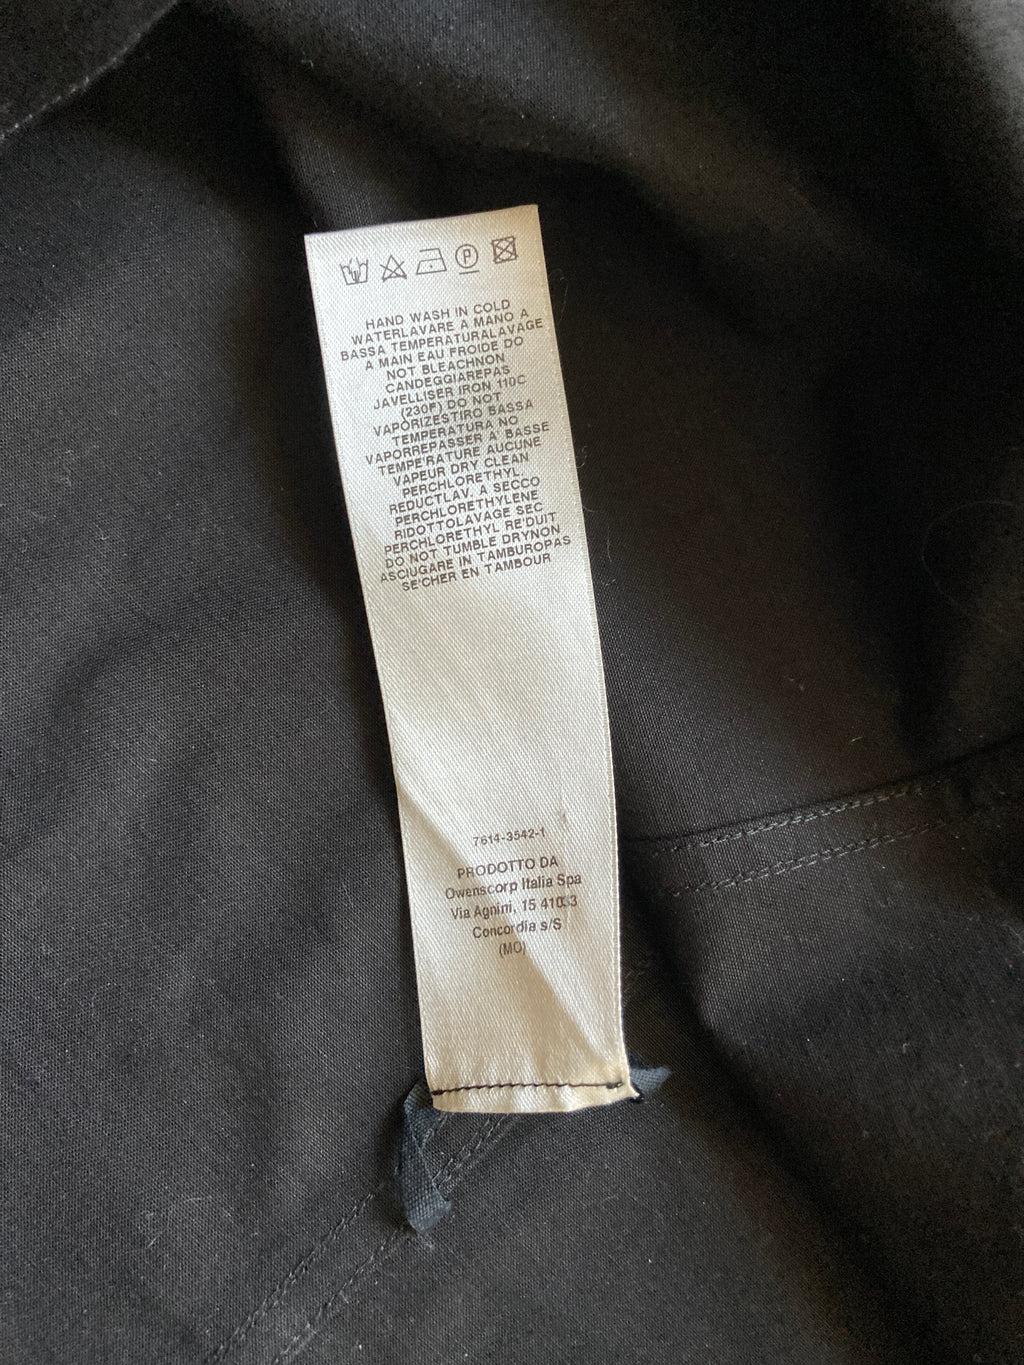 P
HAND WASH IN COLD
WATERLAVARE A MANO A
BASSA TEMPERATURALAVAGE
A MAIN EAU FROIDE DO
NOT BLEACHNON
CANDEGGIAREPAS
JAVELLISER IRON 110C
(230F) DO NOT
VAPORIZESTIRO BASSA
TEMPERATURA NO
VAPORREPASSER A' BASSE
TEMPE'RATURE AUCUNE
VAPEUR DRY CLEAN
PERCHLORETHYL.
REDUCTLAV. A SECCO
PERCHLORETHYLENE
RIDOTTOLAVAGE SEC
PERCHLORETHYL RE'DUIT
DO NOT TUMBLE DRYNON
ASCIUGARE IN TAMBUROPAS
SE'CHER EN TAMBOUR
7614-3542-1
PRODOTTO DA
Owenscorp Italia Spa
Via Agnini, 15 41033
Concordia s/S
(MO)